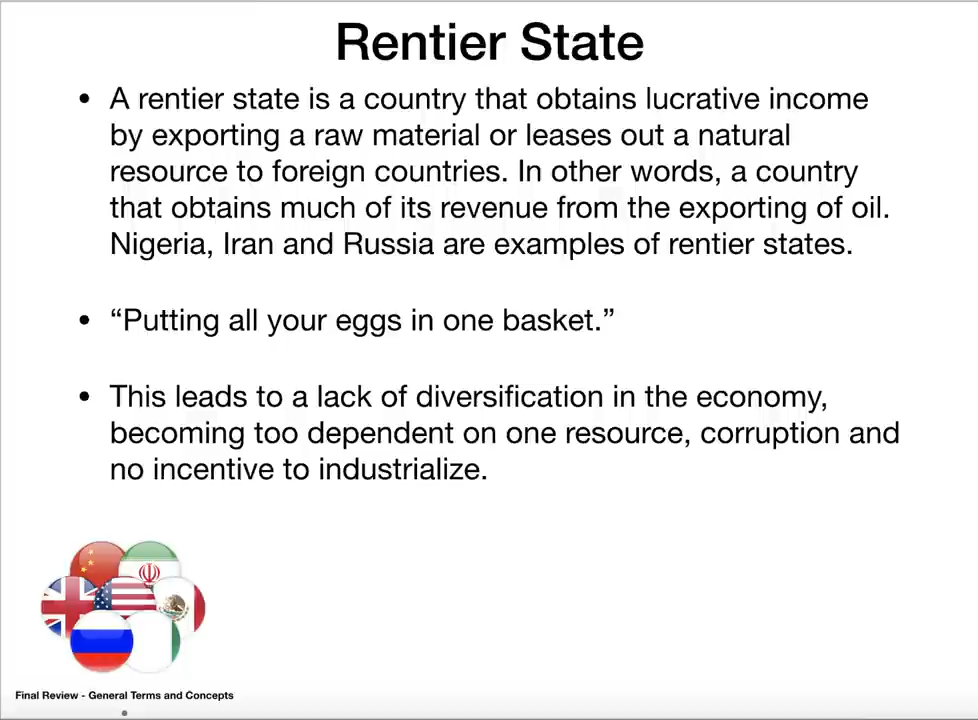 Rentier State
• A rentier state is a country that obtains lucrative income
by exporting a raw material or leases out a natural
resource to foreign countries. In other words, a country
that obtains much of its revenue from the exporting of oil.
Nigeria, Iran and Russia are examples of rentier states.
• “Putting all your eggs in one basket.”
• This leads to a lack of diversification in the economy,
becoming too dependent on one resource, corruption and
no incentive to industrialize.
Final Review - General Terms and Concepts